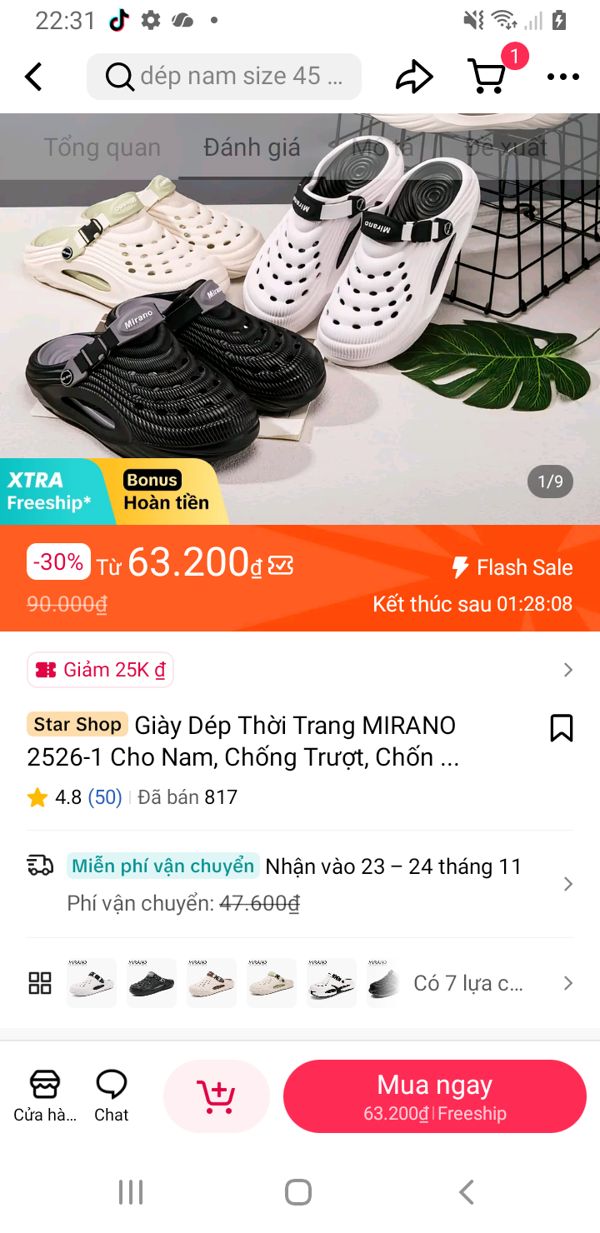 22:31
dép nam size 45 ...
1
Tổng quan Đánh giá Mô tả Đề xuất
Mirano
Mirano
Mirano
Mirano
XTRA
Freeship*
Bonus
Hoàn tiền
1/9
-30% Từ 63.200₫
Flash Sale
90.000₫
Kết thúc sau 01:28:08
Giảm 25K ₫
Star Shop Giày Dép Thời Trang MIRANO
2526-1 Cho Nam, Chống Trượt, Chốn ...
4.8 (50) Đã bán 817
Miễn phí vận chuyển Nhận vào 23 – 24 tháng 11
Phí vận chuyển: 47.600₫
Có 7 lựa c...
Mua ngay
63.200₫ | Freeship
Cửa hà... Chat